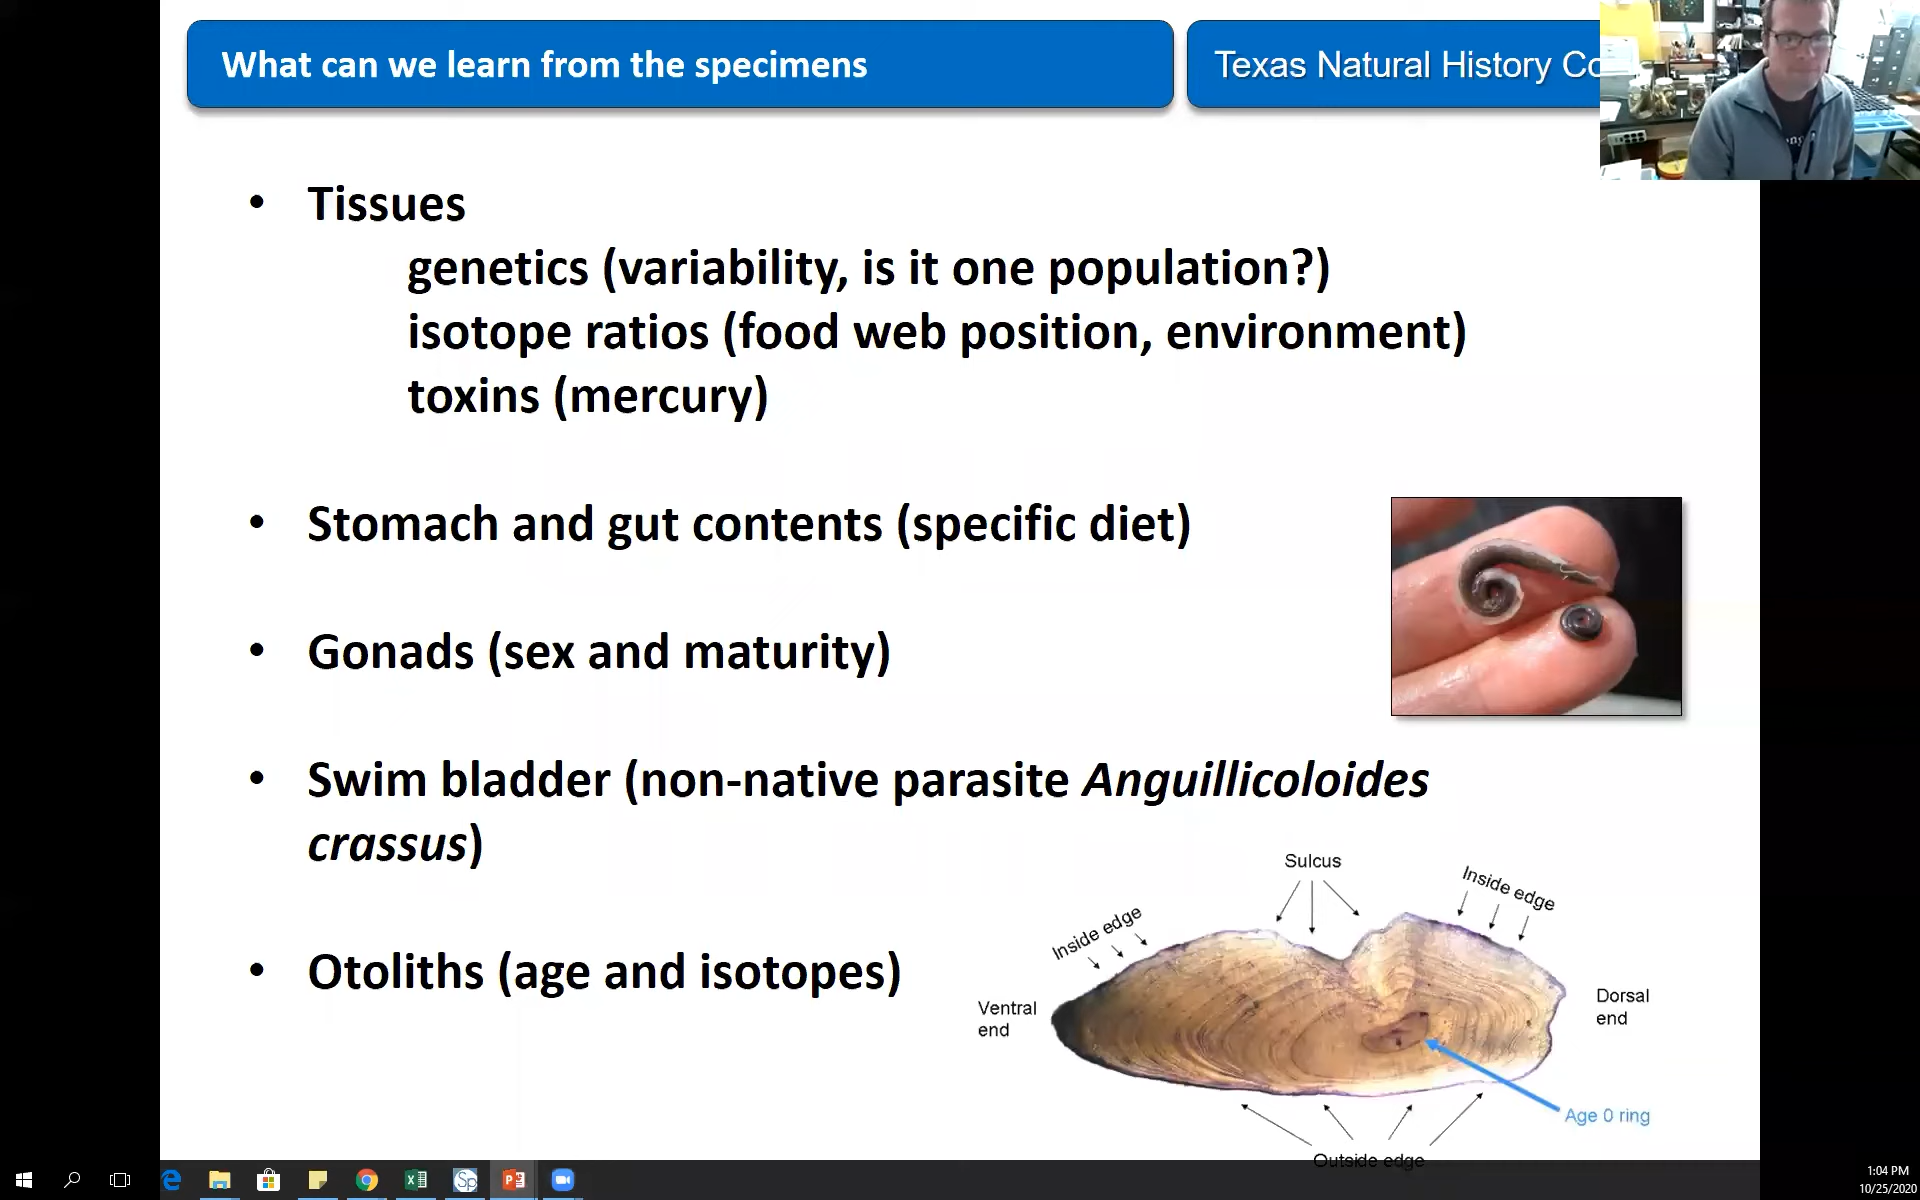 What can we learn from the specimens
Texas Natural History
Tissues
genetics (variability, is it one population?)
isotope ratios (food web position, environment)
toxins (mercury)
Stomach and gut contents (specific diet)
Gonads (sex and maturity)
Swim bladder (non-native parasite Anguillicoloides
crassus)
Otoliths (age and isotopes)
Sulcus
Inside edge
Inside edge
Ventral
end
Dorsal
end
Age 0 ring
Outside edge
1:04 PM
10/25/2020